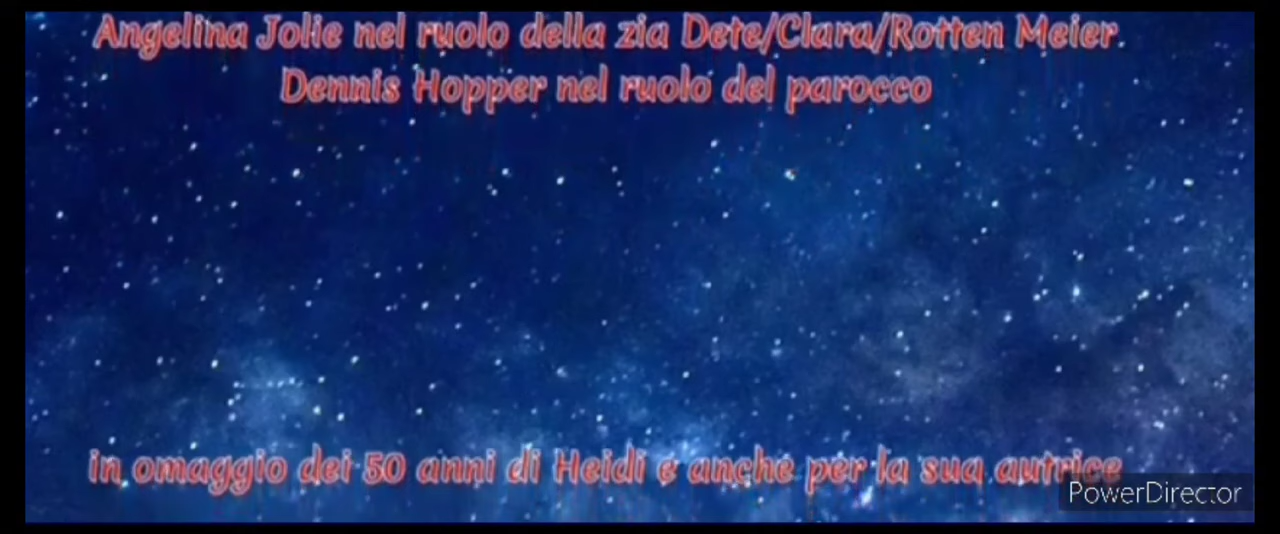 Angelina Jolie nel ruolo della zia Dete/Clara/Rotten Meier.
Dennis Hopper nel ruolo del parocco
in omaggio dei 50 anni di Heidi e anche per la sua autrice
PowerDirector